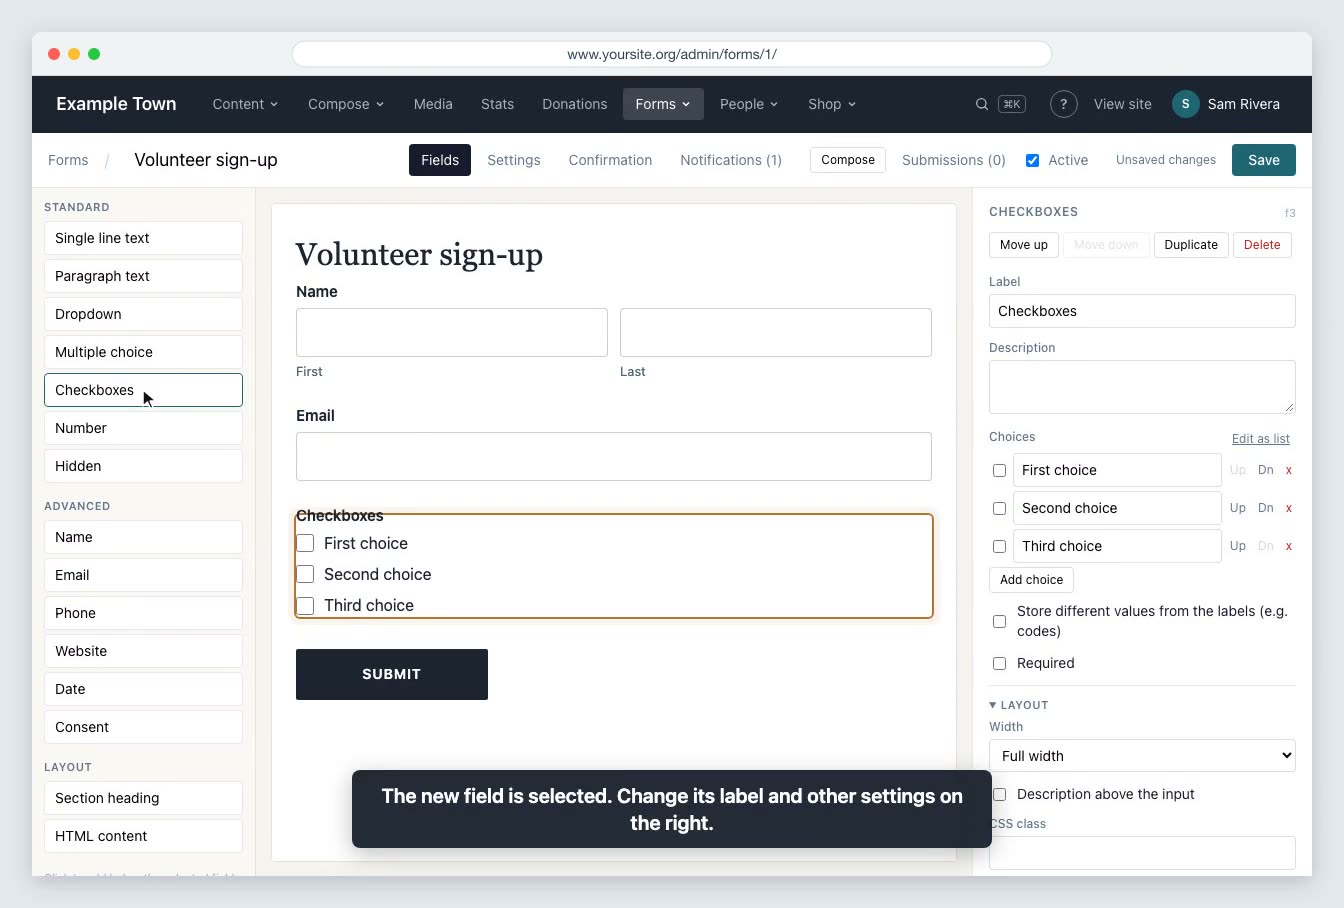 www.yoursite.org/admin/forms/1/
Example Town
Content
Compose
Media
Stats
Donations
Forms
People
Shop
⌘K
?
View site
S
Sam Rivera
Forms
/
Volunteer sign-up
Fields
Settings
Confirmation
Notifications (1)
Compose
Submissions (0)
Active
Unsaved changes
Save
STANDARD
Single line text
Paragraph text
Dropdown
Multiple choice
Checkboxes
Number
Hidden
ADVANCED
Name
Email
Phone
Website
Date
Consent
LAYOUT
Section heading
HTML content
Volunteer sign-up
Name
First
Last
Email
Checkboxes
First choice
Second choice
Third choice
SUBMIT
The new field is selected. Change its label and other settings on
the right.
CHECKBOXES
f3
Move up
Move down
Duplicate
Delete
Label
Checkboxes
Description
Choices
Edit as list
First choice
Up
Dn
x
Second choice
Up
Dn
x
Third choice
Up
Dn
x
Add choice
Store different values from the labels (e.g.
codes)
Required
LAYOUT
Width
Full width
Description above the input
CSS class